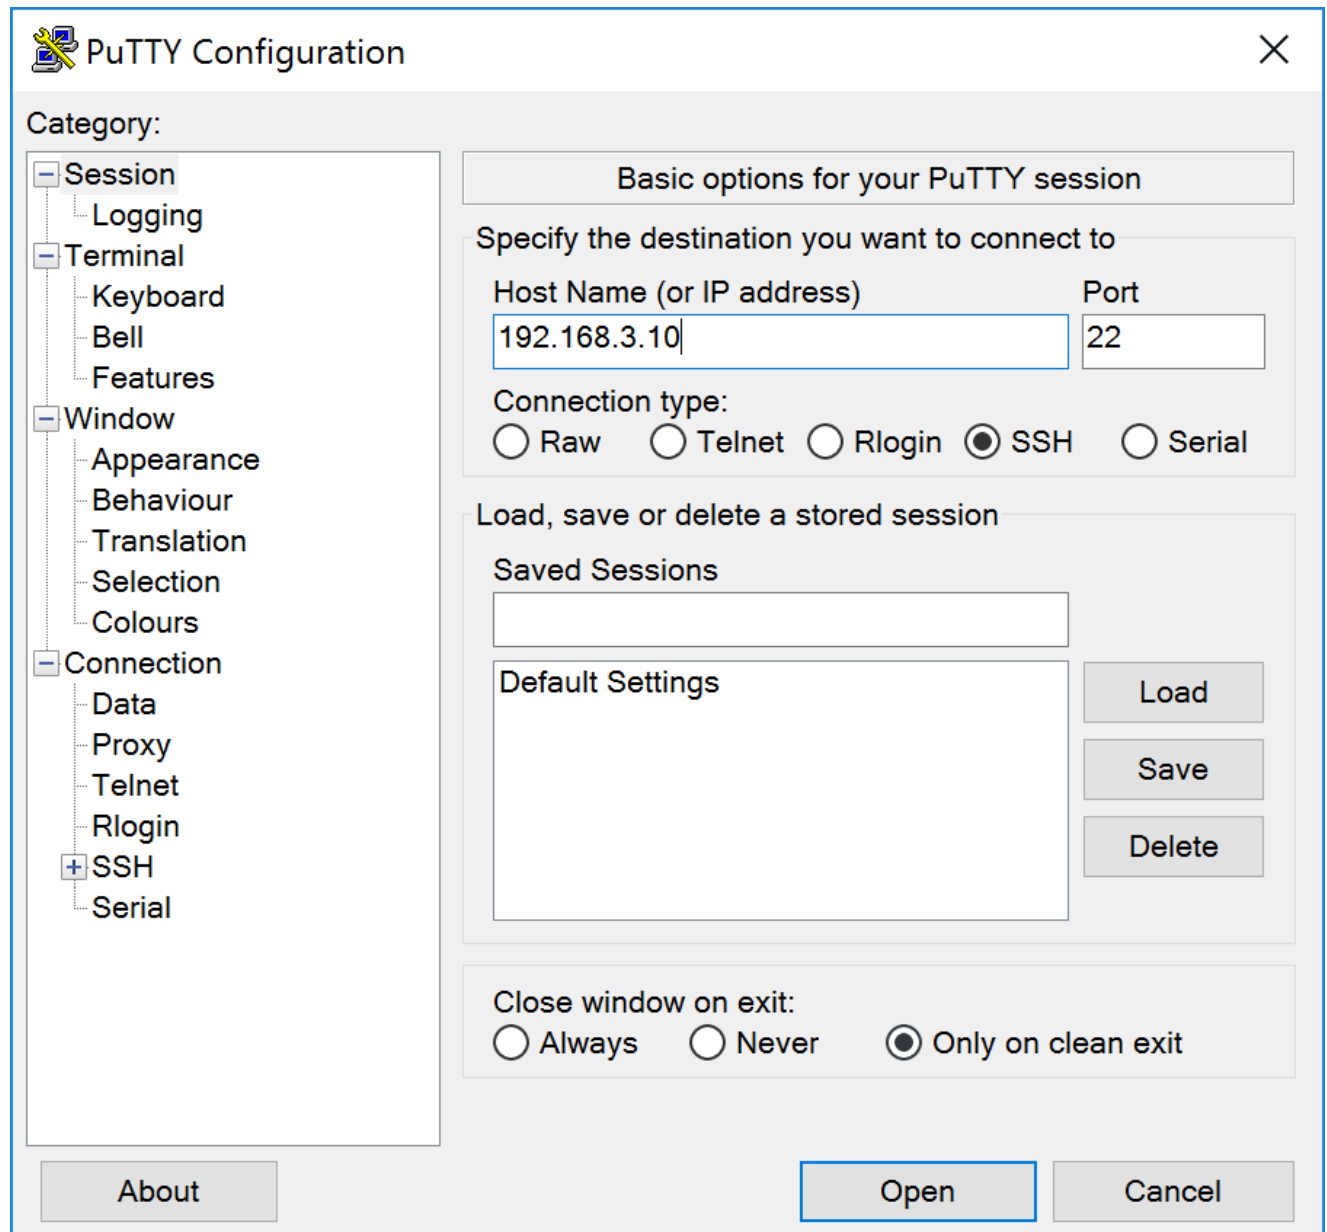 PuTTY Configuration
Category:
Session
Logging
Terminal
Keyboard
Bell
Features
Window
Appearance
Behaviour
Translation
Selection
Colours
Connection
Data
Proxy
Telnet
Rlogin
SSH
Serial
Basic options for your PuTTY session
Specify the destination you want to connect to
Host Name (or IP address) Port
192.168.3.10 22
Connection type:
Raw Telnet Rlogin SSH Serial
Load, save or delete a stored session
Saved Sessions
Default Settings
Load
Save
Delete
Close window on exit:
Always Never Only on clean exit
About Open Cancel